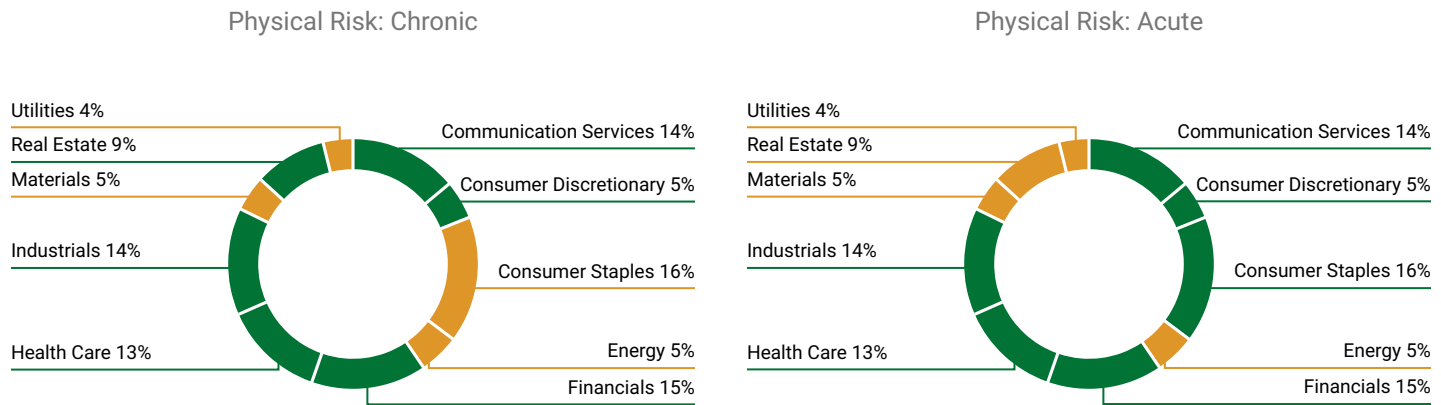 Physical Risk: Chronic
Utilities 4%
Real Estate 9%
Materials 5%
Industrials 14%
Health Care 13%
Communication Services 14%
Consumer Discretionary 5%
Consumer Staples 16%
Energy 5%
Financials 15%
Physical Risk: Acute
Utilities 4%
Real Estate 9%
Materials 5%
Industrials 14%
Health Care 13%
Communication Services 14%
Consumer Discretionary 5%
Consumer Staples 16%
Energy 5%
Financials 15%